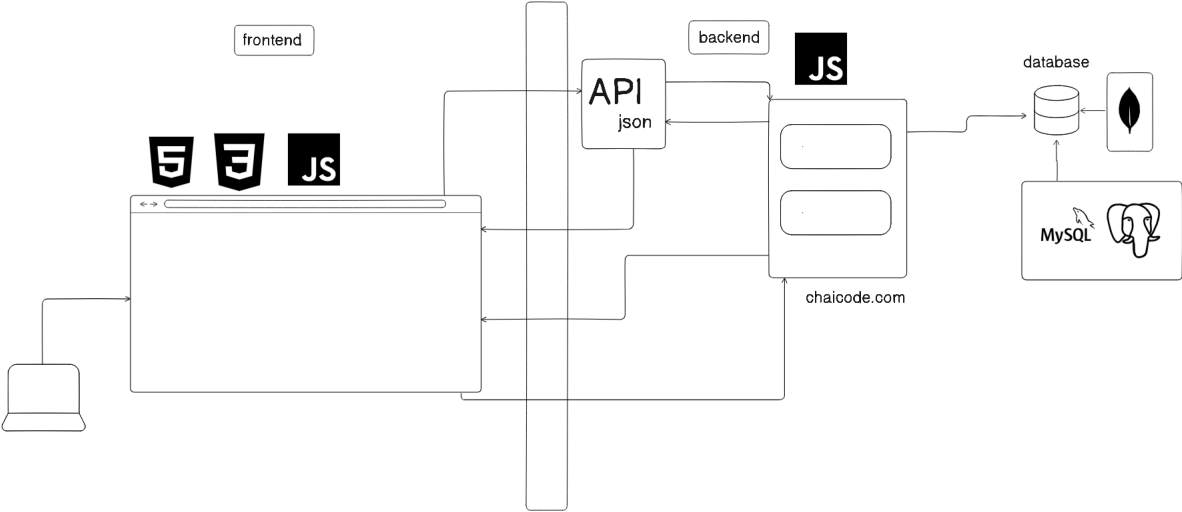 frontend
backend
JS
database
API
json
5
3
JS
MySQL
chaicode.com